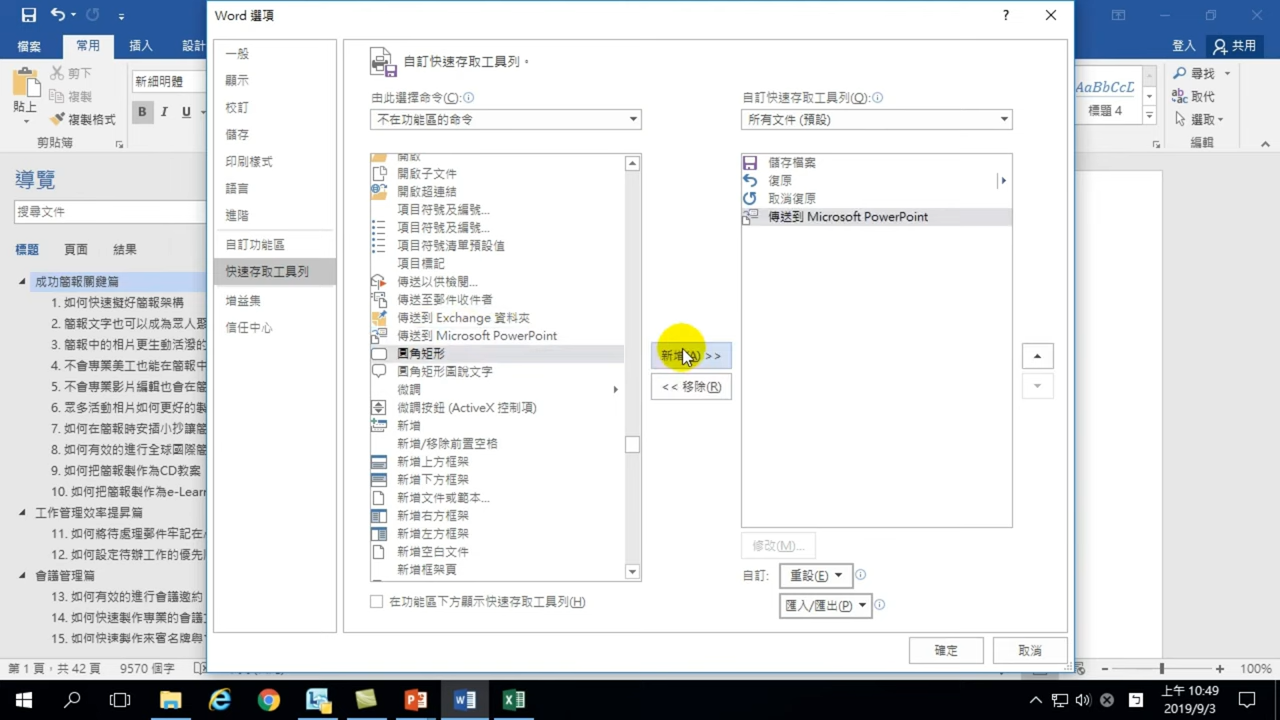 Word 選項
?
檔案
常用
插入
設計
登入
共用
貼上
剪下
複製
複製格式
剪貼簿
新細明體
B I U
AaBbCcD
標題 4
尋找
取代
選取
編輯
導覽
搜尋文件
標題 頁面 結果
成功簡報關鍵篇
1. 如何快速擬好簡報架構
2. 簡報文字也可以成為眾人
3. 簡報中的相片更生動活潑的
4. 不會專業美工也能在簡報中
5. 不會專業影片編輯也會在簡
6. 眾多活動相片如何更好的製
7. 如何在簡報時安插小抄讓簡
8. 如何有效的進行全球國際簡
9. 如何把簡報製作為CD教案
10. 如何把簡報製作為e-Learn
工作管理效率提昇篇
11. 如何將待處理郵件牢記在
12. 如何設定待辦工作的優先
會議管理篇
13. 如何有效的進行會議邀約
14. 如何快速製作專業的會議
15. 如何快速製作來賓名牌與
一般
顯示
校訂
儲存
印刷樣式
語言
進階
自訂功能區
快速存取工具列
增益集
信任中心
自訂快速存取工具列。
由此選擇命令(C):
不在功能區的命令
開啟
開啟子文件
開啟超連結
項目符號及編號...
項目符號及編號...
項目符號清單預設值
項目標記
傳送以供檢閱...
傳送至郵件收件者
傳送到 Exchange 資料夾
傳送到 Microsoft PowerPoint
圓角矩形
圓角矩形圖說文字
微調
微調按鈕 (ActiveX 控制項)
新增
新增/移除前置空格
新增上方框架
新增下方框架
新增文件或範本...
新增右方框架
新增左方框架
新增空白文件
新增框架頁
在功能區下方顯示快速存取工具列(H)
新增(A) >>
<< 移除(R)
自訂快速存取工具列(Q):
所有文件 (預設)
儲存檔案
復原
取消復原
傳送到 Microsoft PowerPoint
修改(M)...
自訂: 重設(E)
匯入/匯出(P)
確定
取消
第 1 頁，共 42 頁 9570 個字
100%
上午 10:49
2019/9/3